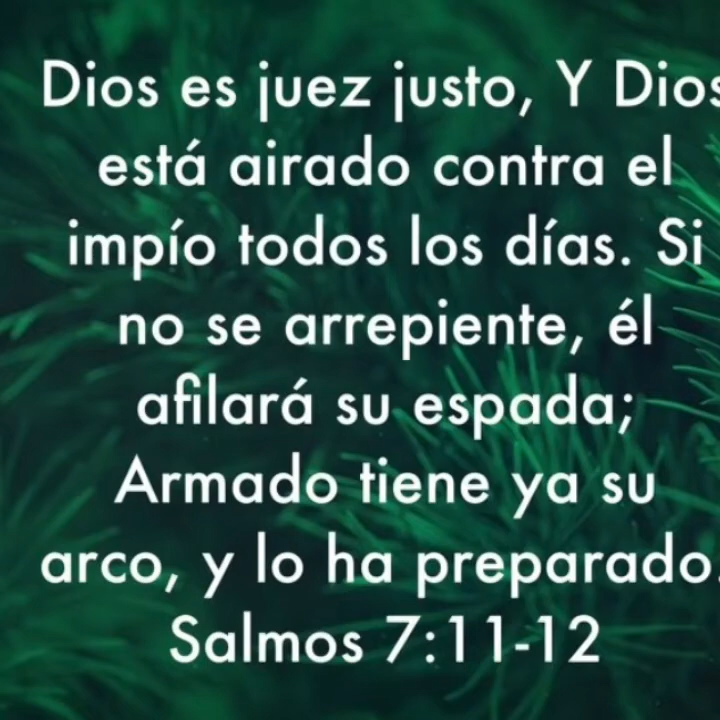 Dios es juez justo, Y Dios
está airado contra el
impío todos los días. Si
no se arrepiente, él
afilará su espada;
Armado tiene ya su
arco, y lo ha preparado.
Salmos 7:11-12